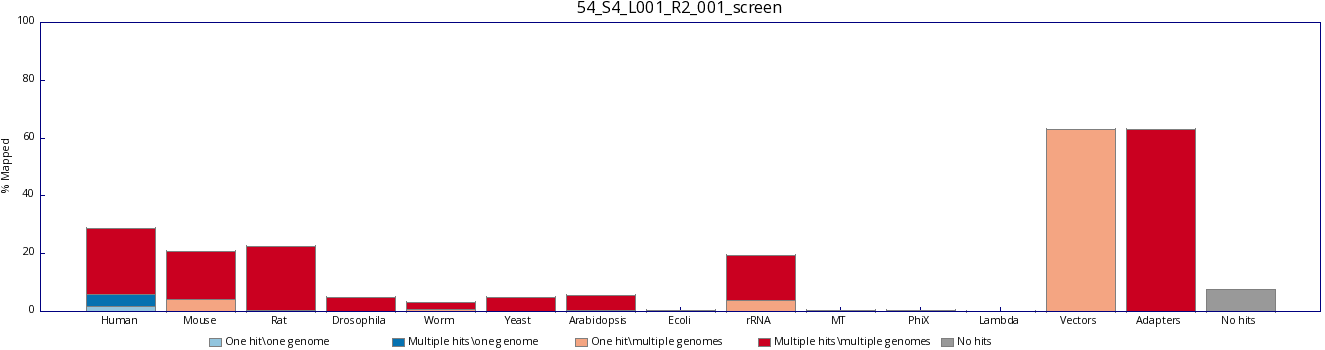 54_S4_L001_R2_001_screen
% Mapped
100
80
60
40
20
0
Human Mouse Rat Drosophila Worm Yeast Arabidopsis Ecoli rRNA MT PhiX Lambda Vectors Adapters No hits
One hit\one genome Multiple hits\one genome One hit\multiple genomes Multiple hits\multiple genomes No hits